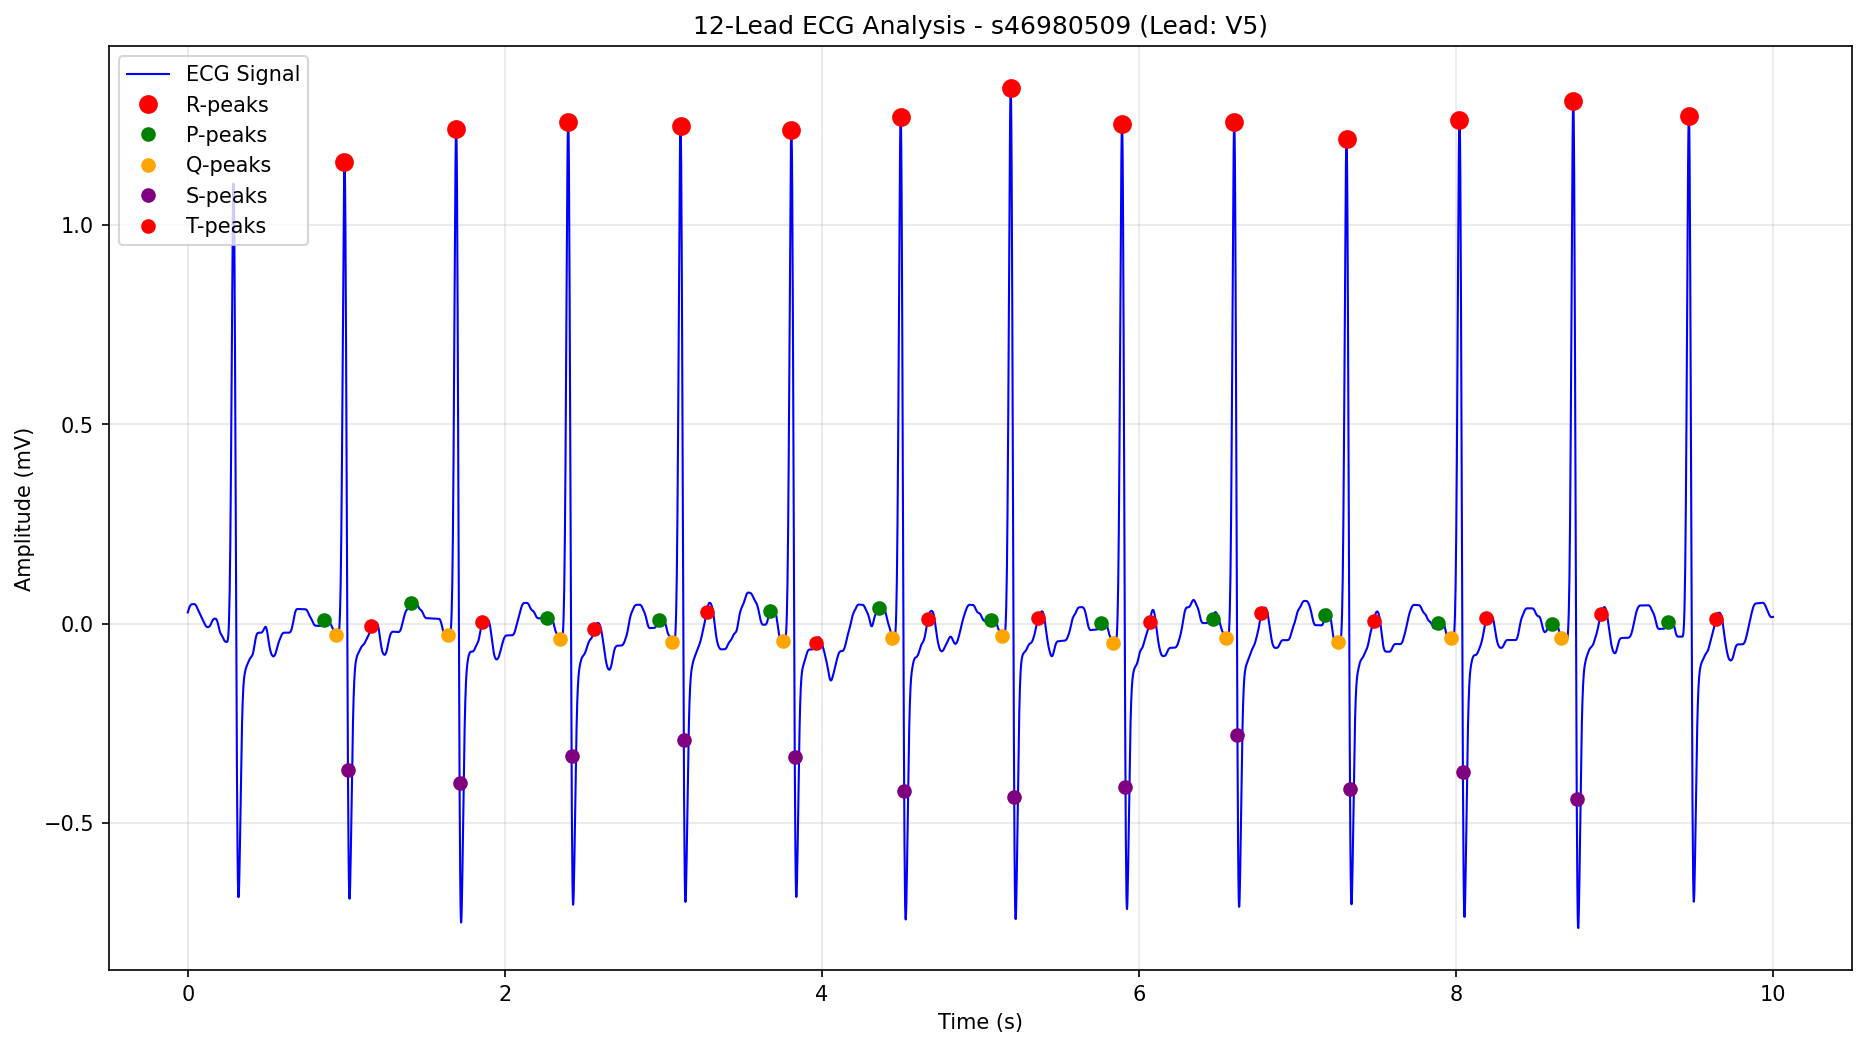 12-Lead ECG Analysis - s46980509 (Lead: V5)
ECG Signal
R-peaks
P-peaks
Q-peaks
S-peaks
T-peaks
Amplitude (mV)
1.0
0.5
0.0
−0.5
0
2
4
6
8
10
Time (s)